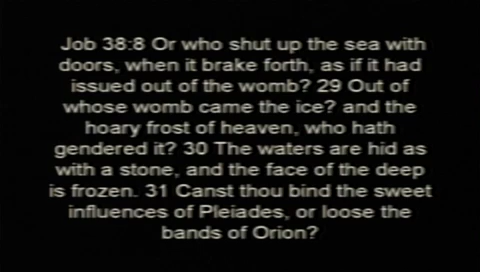 Job 38:8 Or who shut up the sea with
doors, when it brake forth, as if it had
issued out of the womb? 29 Out of
whose womb came the ice? and the
hoary frost of heaven, who hath
gendered it? 30 The waters are hid as
with a stone, and the face of the deep
is frozen. 31 Canst thou bind the sweet
influences of Pleiades, or loose the
bands of Orion?